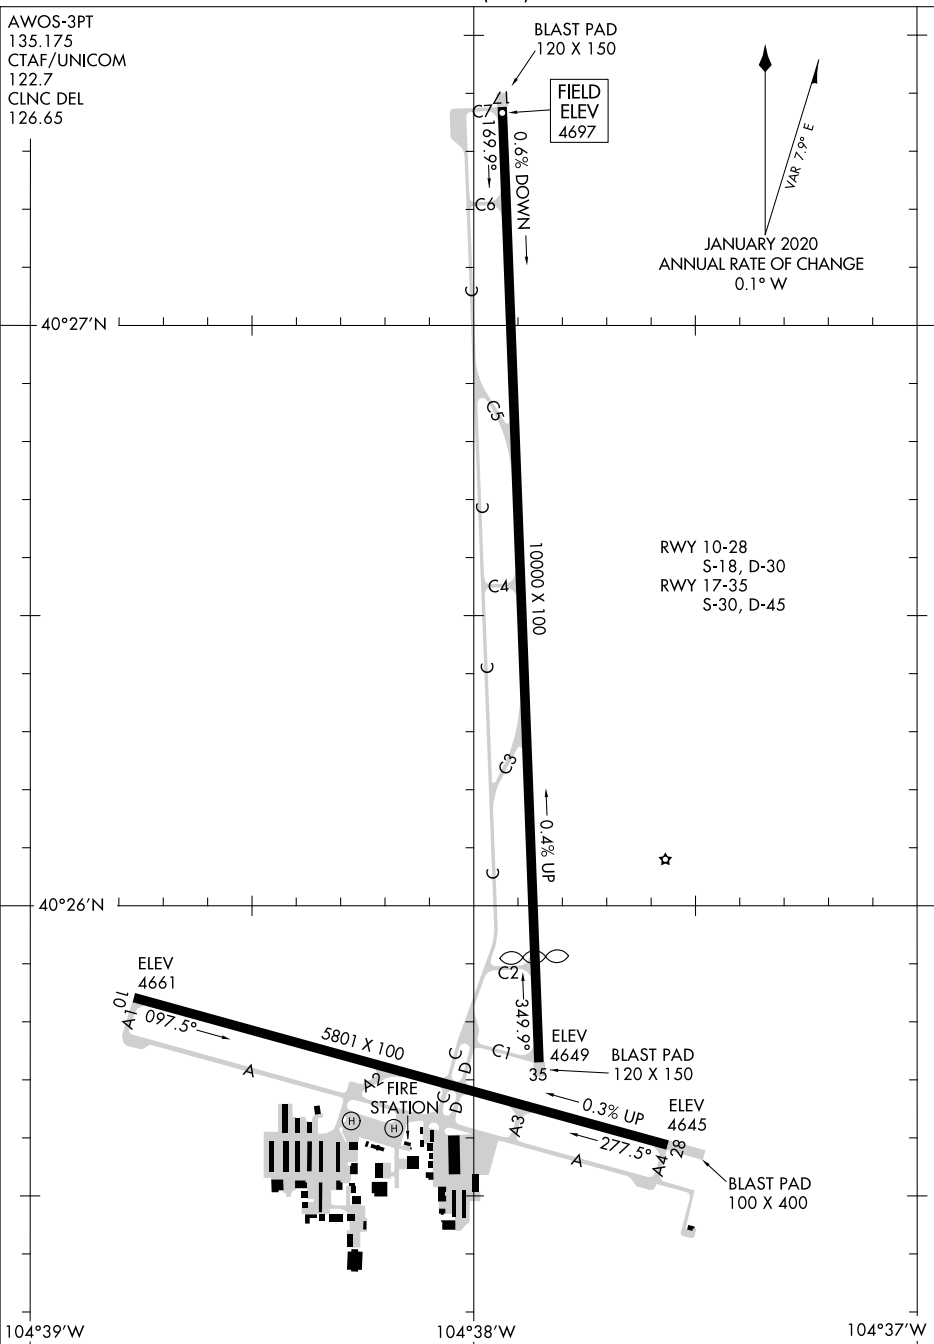 AWOS-3PT
135.175
CTAF/UNICOM
122.7
CLNC DEL
126.65
BLAST PAD
120 X 150
17
FIELD
ELEV
4697
C7
169.9°
0.6% DOWN
C6
VAR 7.9° E
JANUARY 2020
ANNUAL RATE OF CHANGE
0.1° W
C
40°27'N
C5
C
10000 X 100
C4
RWY 10-28
S-18, D-30
RWY 17-35
S-30, D-45
C
C3
0.4% UP
C
40°26'N
C2
349.9°
ELEV
4661
10
A1
097.5°
5801 X 100
A
A2
FIRE
STATION
H
H
C
D
C
D
C1
35
ELEV
4649
BLAST PAD
120 X 150
0.3% UP
ELEV
4645
A3
277.5°
A
A4
28
BLAST PAD
100 X 400
104°39'W
104°38'W
104°37'W